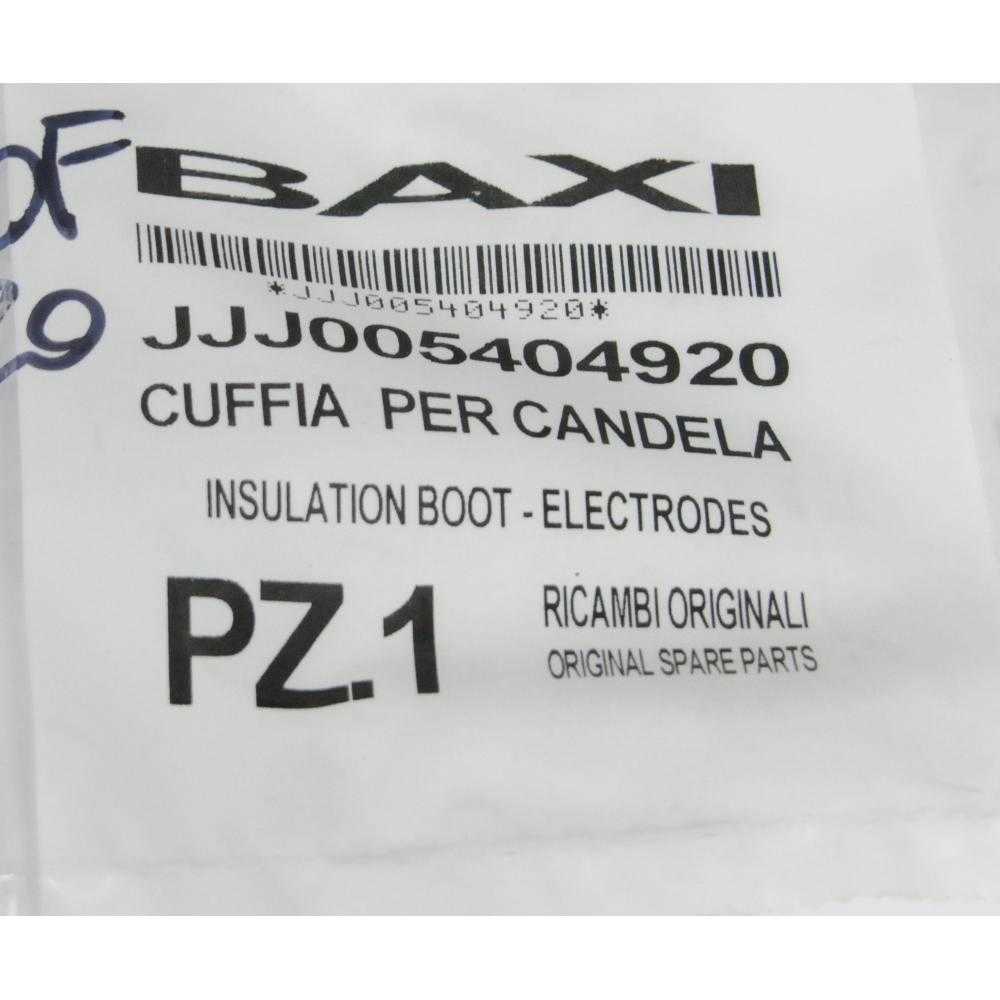 BAXI
*JJJ005404920*
JJJ005404920
CUFFIA PER CANDELA
INSULATION BOOT - ELECTRODES
PZ.1
RICAMBI ORIGINALI
ORIGINAL SPARE PARTS